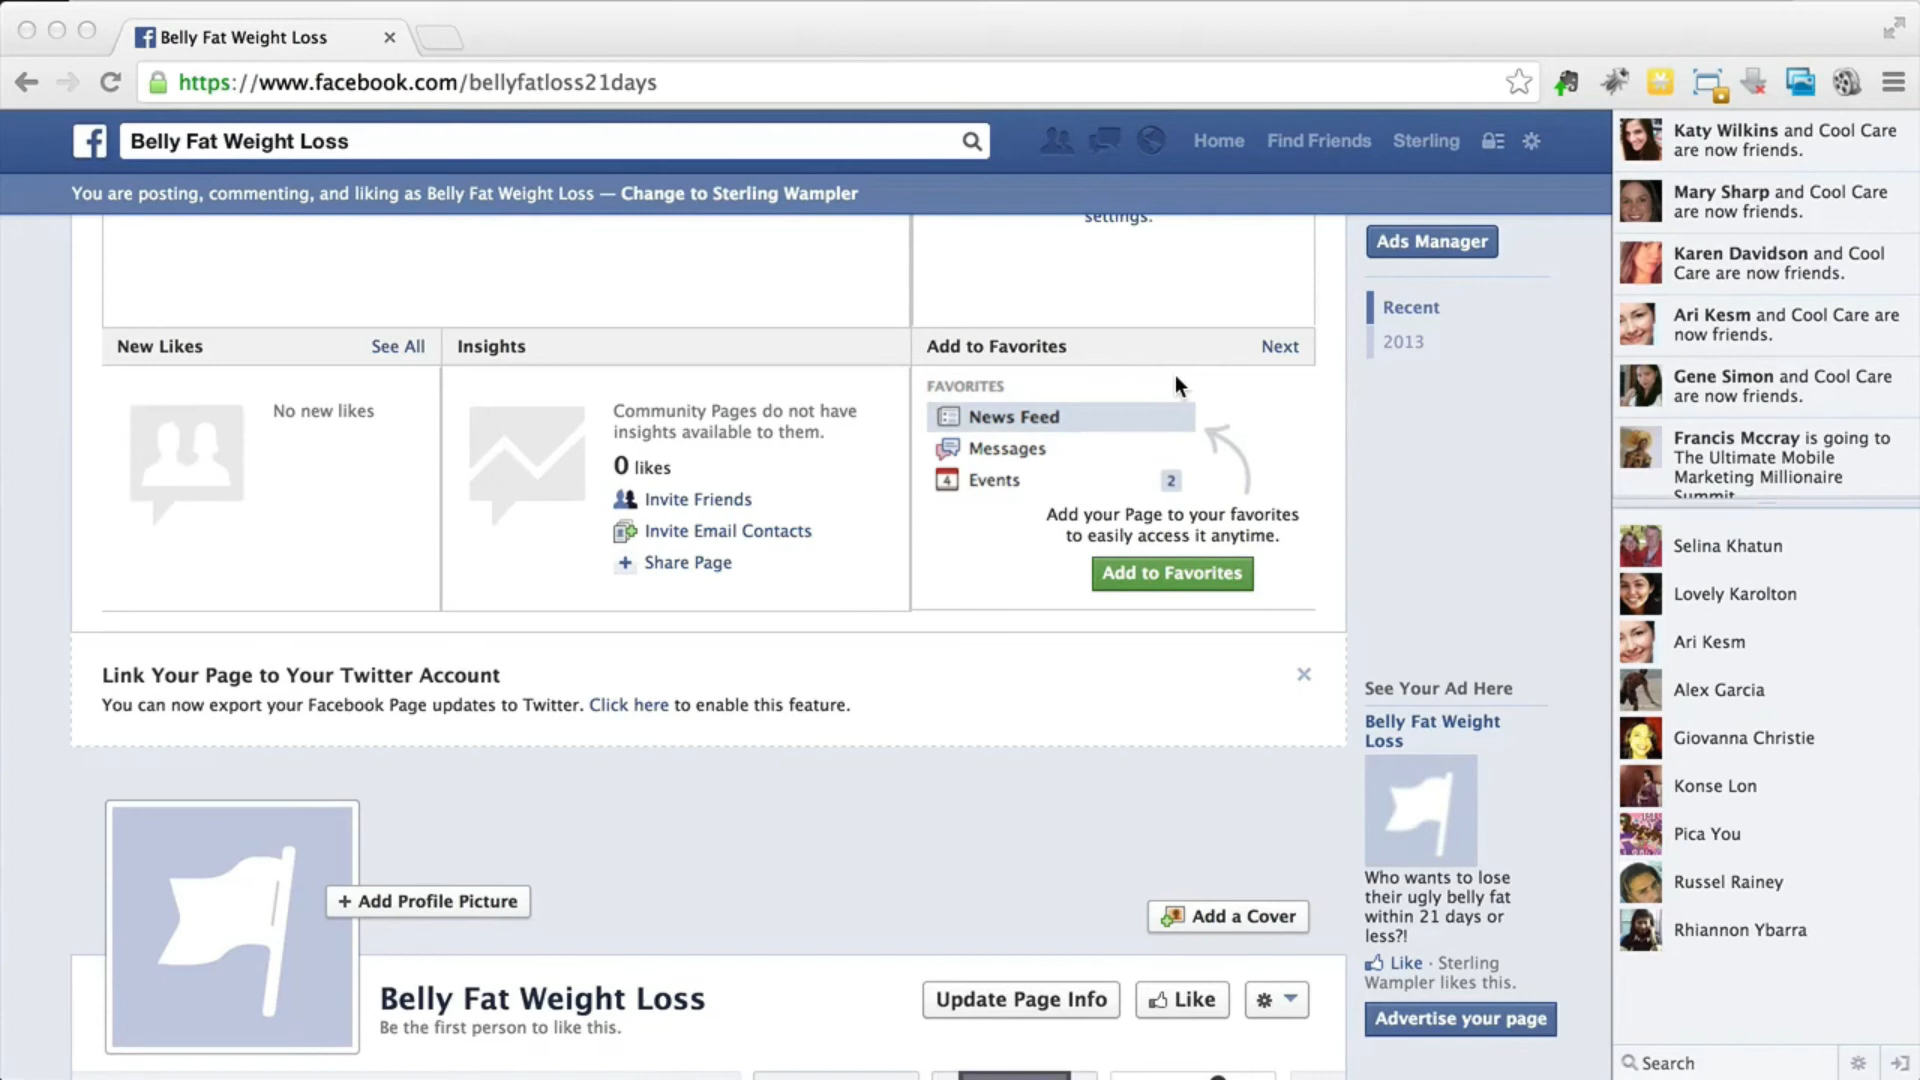 Belly Fat Weight Loss
https://www.facebook.com/bellyfatloss21days
Belly Fat Weight Loss
Home Find Friends Sterling
You are posting, commenting, and liking as Belly Fat Weight Loss — Change to Sterling Wampler
settings.
New Likes See All
No new likes
Insights
Community Pages do not have
insights available to them.
0 likes
Invite Friends
Invite Email Contacts
+ Share Page
Add to Favorites Next
FAVORITES
News Feed
Messages
4 Events 2
Add your Page to your favorites
to easily access it anytime.
Add to Favorites
Link Your Page to Your Twitter Account
You can now export your Facebook Page updates to Twitter. Click here to enable this feature.
+ Add Profile Picture
Add a Cover
Belly Fat Weight Loss
Be the first person to like this.
Update Page Info Like
Ads Manager
Recent
2013
See Your Ad Here
Belly Fat Weight
Loss
Who wants to lose
their ugly belly fat
within 21 days or
less?!
Like · Sterling
Wampler likes this.
Advertise your page
Katy Wilkins and Cool Care
are now friends.
Mary Sharp and Cool Care
are now friends.
Karen Davidson and Cool
Care are now friends.
Ari Kesm and Cool Care are
now friends.
Gene Simon and Cool Care
are now friends.
Francis Mccray is going to
The Ultimate Mobile
Marketing Millionaire
Summit
Selina Khatun
Lovely Karolton
Ari Kesm
Alex Garcia
Giovanna Christie
Konse Lon
Pica You
Russel Rainey
Rhiannon Ybarra
Search